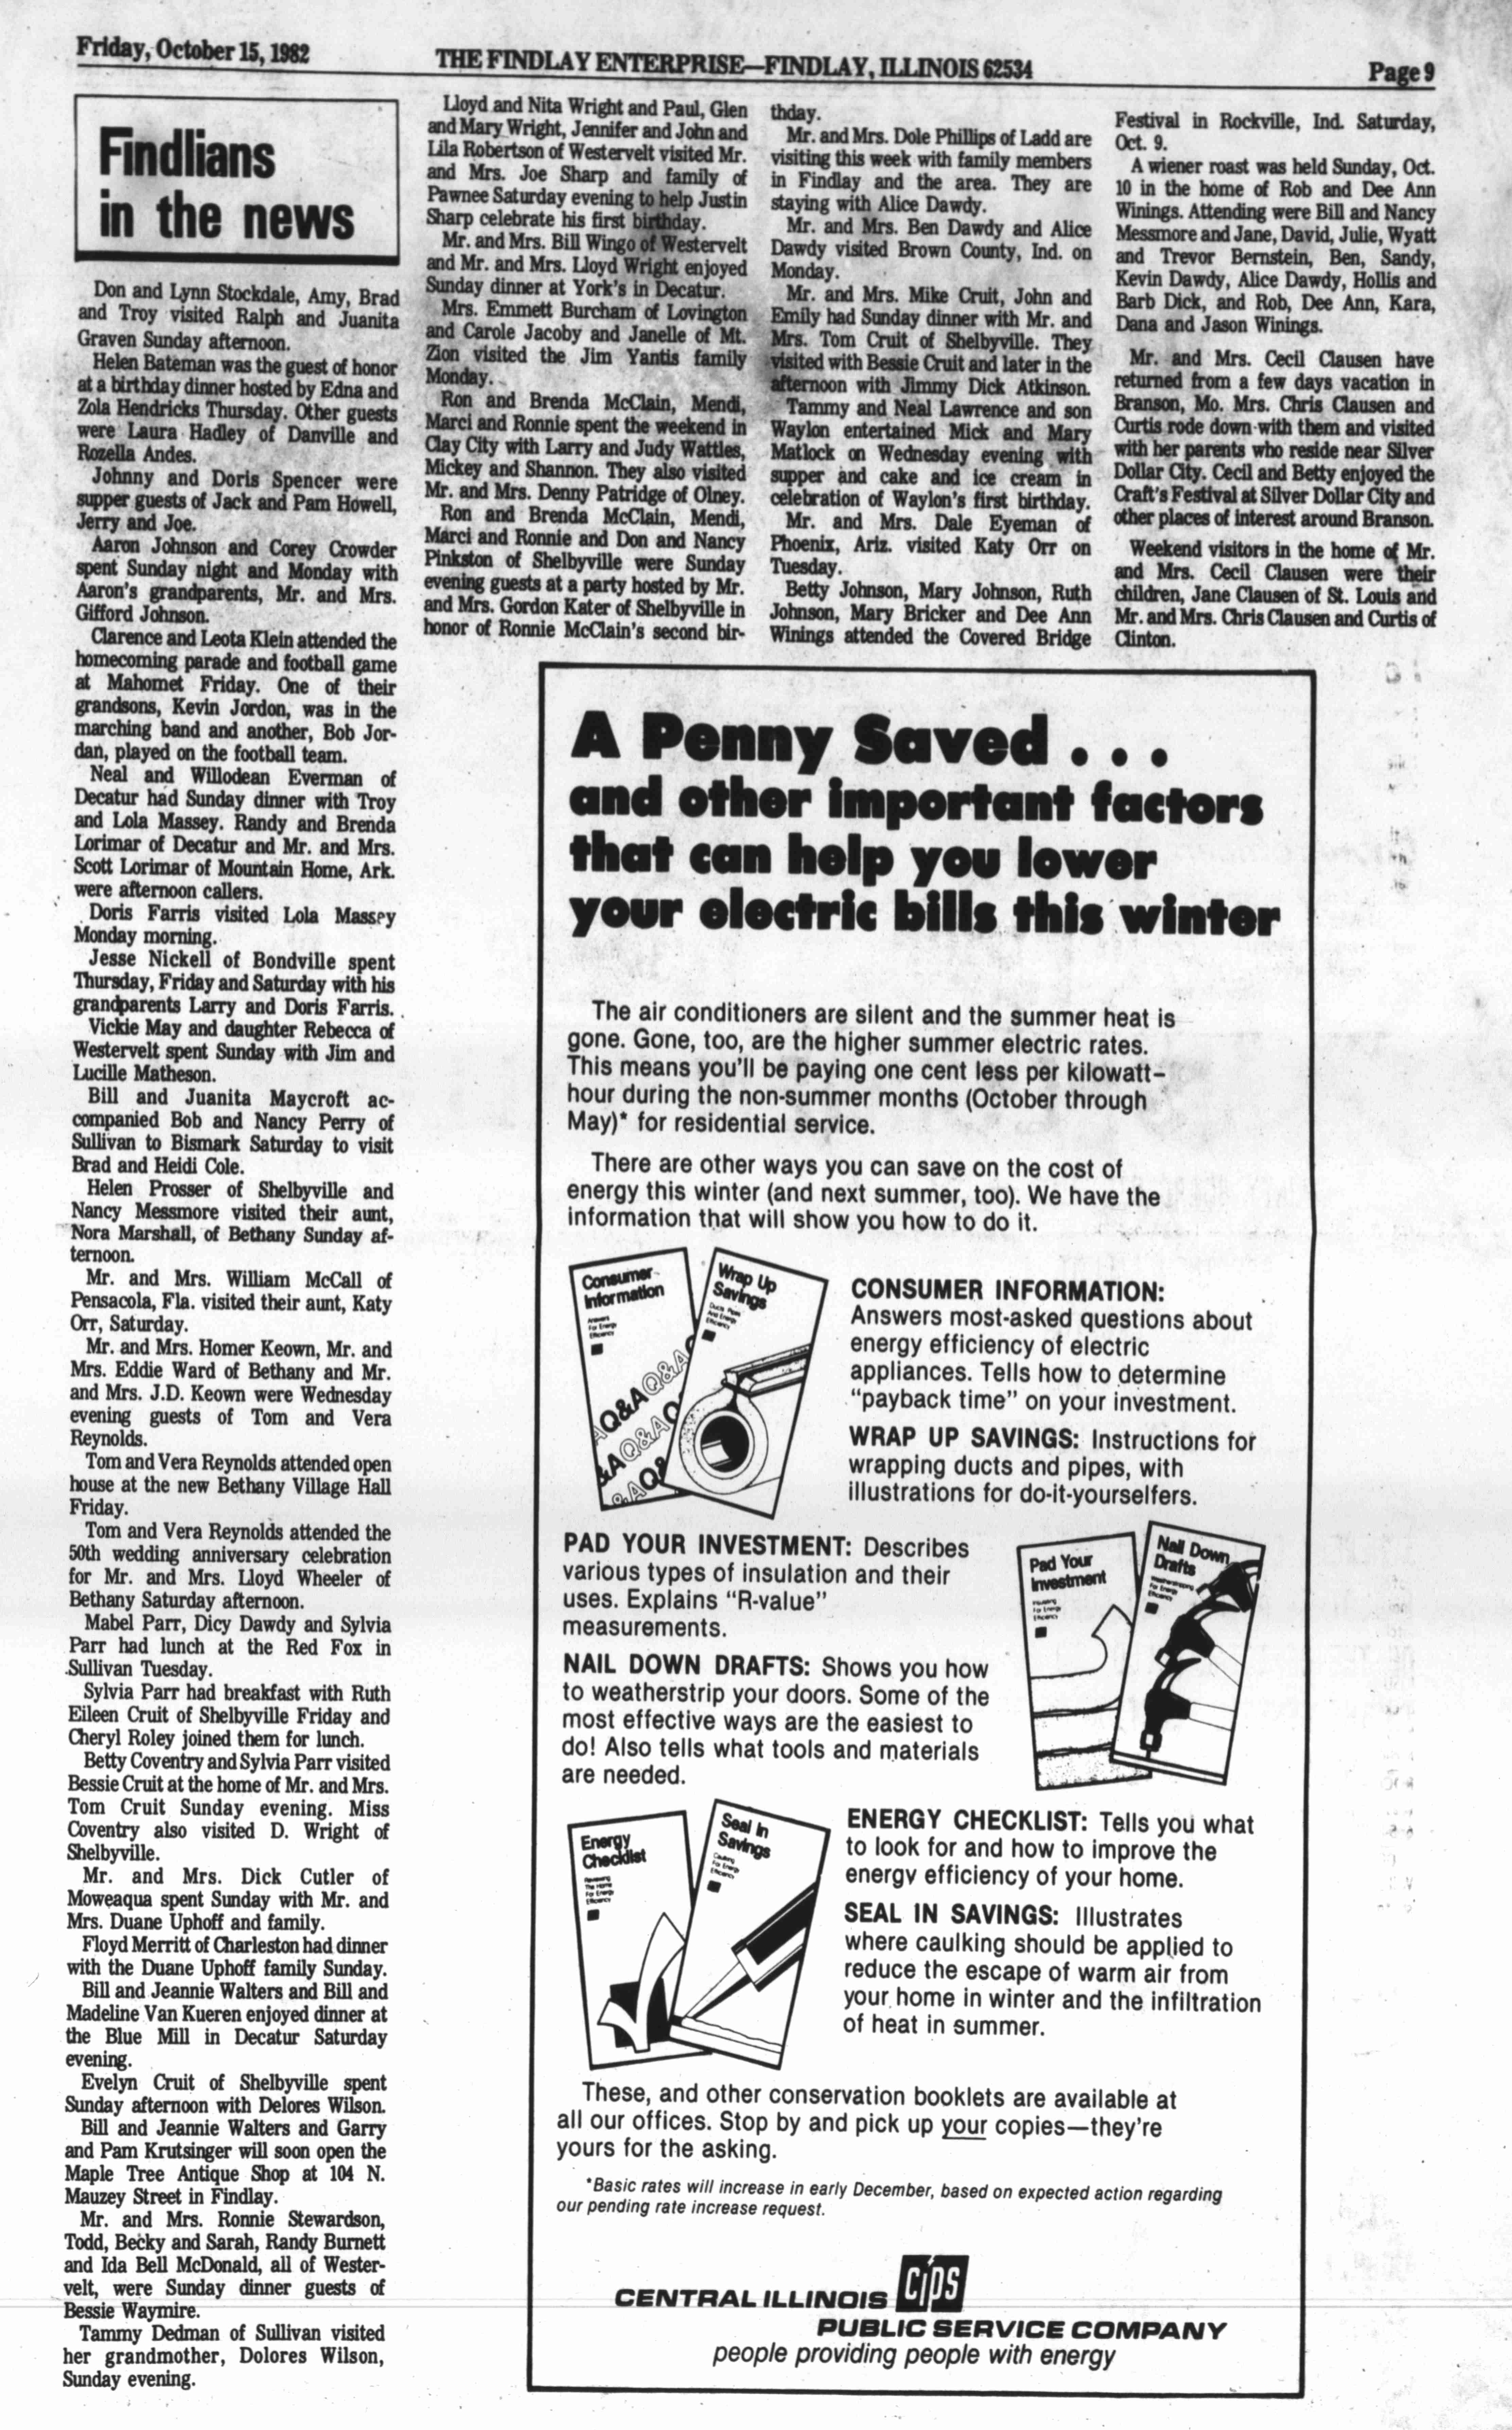 Friday, October 15, 1982
THE FINDLAY ENTERPRISE—FINDLAY, ILLINOIS 62534
Page 9
Findlians
in the news
Don and Lynn Stockdale, Amy, Brad
and Troy visited Ralph and Juanita
Graven Sunday afternoon.
Helen Bateman was the guest of honor
at a birthday dinner hosted by Edna and
Zola Hendricks Thursday. Other guests
were Laura Hadley of Danville and
Rozella Andes.
Johnny and Doris Spencer were
supper guests of Jack and Pam Howell,
Jerry and Joe.
Aaron Johnson and Corey Crowder
spent Sunday night and Monday with
Aaron's grandparents, Mr. and Mrs.
Gifford Johnson.
Clarence and Leota Klein attended the
homecoming parade and football game
at Mahomet Friday. One of their
grandsons, Kevin Jordon, was in the
marching band and another, Bob Jor-
dan, played on the football team.
Neal and Willodean Everman of
Decatur had Sunday dinner with Troy
and Lola Massey. Randy and Brenda
Lorimar of Decatur and Mr. and Mrs.
Scott Lorimar of Mountain Home, Ark.
were afternoon callers.
Doris Farris visited Lola Massey
Monday morning.
Jesse Nickell of Bondville spent
Thursday, Friday and Saturday with his
grandparents Larry and Doris Farris.
Vickie May and daughter Rebecca of
Westervelt spent Sunday with Jim and
Lucille Matheson.
Bill and Juanita Maycroft ac-
companied Bob and Nancy Perry of
Sullivan to Bismark Saturday to visit
Brad and Heidi Cole.
Helen Prosser of Shelbyville and
Nancy Messmore visited their aunt,
Nora Marshall, of Bethany Sunday af-
ternoon.
Mr. and Mrs. William McCall of
Pensacola, Fla. visited their aunt, Katy
Orr, Saturday.
Mr. and Mrs. Homer Keown, Mr. and
Mrs. Eddie Ward of Bethany and Mr.
and Mrs. J.D. Keown were Wednesday
evening guests of Tom and Vera
Reynolds.
Tom and Vera Reynolds attended open
house at the new Bethany Village Hall
Friday.
Tom and Vera Reynolds attended the
50th wedding anniversary celebration
for Mr. and Mrs. Lloyd Wheeler of
Bethany Saturday afternoon.
Mabel Parr, Dicy Dawdy and Sylvia
Parr had lunch at the Red Fox in
Sullivan Tuesday.
Sylvia Parr had breakfast with Ruth
Eileen Cruit of Shelbyville Friday and
Cheryl Roley joined them for lunch.
Betty Coventry and Sylvia Parr visited
Bessie Cruit at the home of Mr. and Mrs.
Tom Cruit Sunday evening. Miss
Coventry also visited D. Wright of
Shelbyville.
Mr. and Mrs. Dick Cutler of
Moweaqua spent Sunday with Mr. and
Mrs. Duane Uphoff and family.
Floyd Merritt of Charleston had dinner
with the Duane Uphoff family Sunday.
Bill and Jeannie Walters and Bill and
Madeline Van Kueren enjoyed dinner at
the Blue Mill in Decatur Saturday
evening.
Evelyn Cruit of Shelbyville spent
Sunday afternoon with Delores Wilson.
Bill and Jeannie Walters and Garry
and Pam Krutsinger will soon open the
Maple Tree Antique Shop at 104 N.
Mauzey Street in Findlay.
Mr. and Mrs. Ronnie Stewardson,
Todd, Becky and Sarah, Randy Burnett
and Ida Bell McDonald, all of Wester-
velt, were Sunday dinner guests of
Bessie Waymire.
Tammy Dedman of Sullivan visited
her grandmother, Dolores Wilson,
Sunday evening.
Lloyd and Nita Wright and Paul, Glen
and Mary Wright, Jennifer and John and
Lila Robertson of Westervelt visited Mr.
and Mrs. Joe Sharp and family of
Pawnee Saturday evening to help Justin
Sharp celebrate his first birthday.
Mr. and Mrs. Bill Wingo of Westervelt
and Mr. and Mrs. Lloyd Wright enjoyed
Sunday dinner at York's in Decatur.
Mrs. Emmett Burcham of Lovington
and Carole Jacoby and Janelle of Mt.
Zion visited the Jim Yantis family
Monday.
Ron and Brenda McClain, Mendi,
Marci and Ronnie spent the weekend in
Clay City with Larry and Judy Wattles,
Mickey and Shannon. They also visited
Mr. and Mrs. Denny Patridge of Olney.
Ron and Brenda McClain, Mendi,
Marci and Ronnie and Don and Nancy
Pinkston of Shelbyville were Sunday
evening guests at a party hosted by Mr.
and Mrs. Gordon Kater of Shelbyville in
honor of Ronnie McClain's second bir-
thday.
Mr. and Mrs. Dole Phillips of Ladd are
visiting this week with family members
in Findlay and the area. They are
staying with Alice Dawdy.
Mr. and Mrs. Ben Dawdy and Alice
Dawdy visited Brown County, Ind. on
Monday.
Mr. and Mrs. Mike Cruit, John and
Emily had Sunday dinner with Mr. and
Mrs. Tom Cruit of Shelbyville. They
visited with Bessie Cruit and later in the
afternoon with Jimmy Dick Atkinson.
Tammy and Neal Lawrence and son
Waylon entertained Mick and Mary
Matlock on Wednesday evening with
supper and cake and ice cream in
celebration of Waylon's first birthday.
Mr. and Mrs. Dale Eyeman of
Phoenix, Ariz. visited Katy Orr on
Tuesday.
Betty Johnson, Mary Johnson, Ruth
Johnson, Mary Bricker and Dee Ann
Winings attended the Covered Bridge
Festival in Rockville, Ind. Saturday,
Oct. 9.
A wiener roast was held Sunday, Oct.
10 in the home of Rob and Dee Ann
Winings. Attending were Bill and Nancy
Messmore and Jane, David, Julie, Wyatt
and Trevor Bernstein, Ben, Sandy,
Kevin Dawdy, Alice Dawdy, Hollis and
Barb Dick, and Rob, Dee Ann, Kara,
Dana and Jason Winings.
Mr. and Mrs. Cecil Clausen have
returned from a few days vacation in
Branson, Mo. Mrs. Chris Clausen and
Curtis rode down with them and visited
with her parents who reside near Silver
Dollar City. Cecil and Betty enjoyed the
Craft's Festival at Silver Dollar City and
other places of interest around Branson.
Weekend visitors in the home of Mr.
and Mrs. Cecil Clausen were their
children, Jane Clausen of St. Louis and
Mr. and Mrs. Chris Clausen and Curtis of
Clinton.
A Penny Saved . . .
and other important factors
that can help you lower
your electric bills this winter
The air conditioners are silent and the summer heat is
gone. Gone, too, are the higher summer electric rates.
This means you'll be paying one cent less per kilowatt-
hour during the non-summer months (October through
May)* for residential service.
There are other ways you can save on the cost of
energy this winter (and next summer, too). We have the
information that will show you how to do it.
Consumer
Information
Answers
For Energy
Efficiency
Q&A
Wrap Up
Savings
Ducts Pipes
And Energy
Efficiency
CONSUMER INFORMATION:
Answers most-asked questions about
energy efficiency of electric
appliances. Tells how to determine
"payback time" on your investment.
WRAP UP SAVINGS: Instructions for
wrapping ducts and pipes, with
illustrations for do-it-yourselfers.
PAD YOUR INVESTMENT: Describes
various types of insulation and their
uses. Explains "R-value"
measurements.
NAIL DOWN DRAFTS: Shows you how
to weatherstrip your doors. Some of the
most effective ways are the easiest to
do! Also tells what tools and materials
are needed.
Pad Your
Investment
For Energy
Efficiency
Nail Down
Drafts
Weatherstripping
For Energy
Efficiency
Energy
Checklist
Reviewing
The Home
For Energy
Efficiency
Seal In
Savings
Caulking
For Energy
Efficiency
ENERGY CHECKLIST: Tells you what
to look for and how to improve the
energy efficiency of your home.
SEAL IN SAVINGS: Illustrates
where caulking should be applied to
reduce the escape of warm air from
your home in winter and the infiltration
of heat in summer.
These, and other conservation booklets are available at
all our offices. Stop by and pick up your copies—they're
yours for the asking.
*Basic rates will increase in early December, based on expected action regarding
our pending rate increase request.
CENTRAL ILLINOIS CIPS
PUBLIC SERVICE COMPANY
people providing people with energy